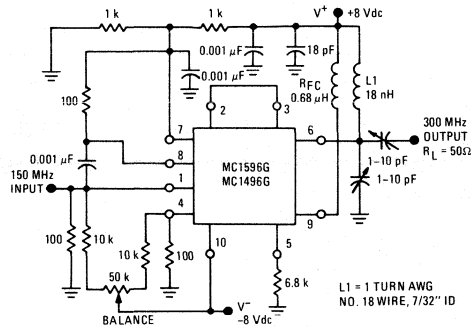 1 k
1 k
V+
+8 Vdc
0.001 µF
18 pF
0.001 µF
RFC
0.68 µH
L1
18 nH
100
2
3
7
6
300 MHz
OUTPUT
RL = 50Ω
8
MC1596G
MC1496G
0.001 µF
1–10 pF
150 MHz
INPUT
1
1–10 pF
4
9
100
10 k
10 k
100
10
5
50 k
6.8 k
BALANCE
V−
−8 Vdc
L1 = 1 TURN AWG
NO. 18 WIRE, 7/32" ID